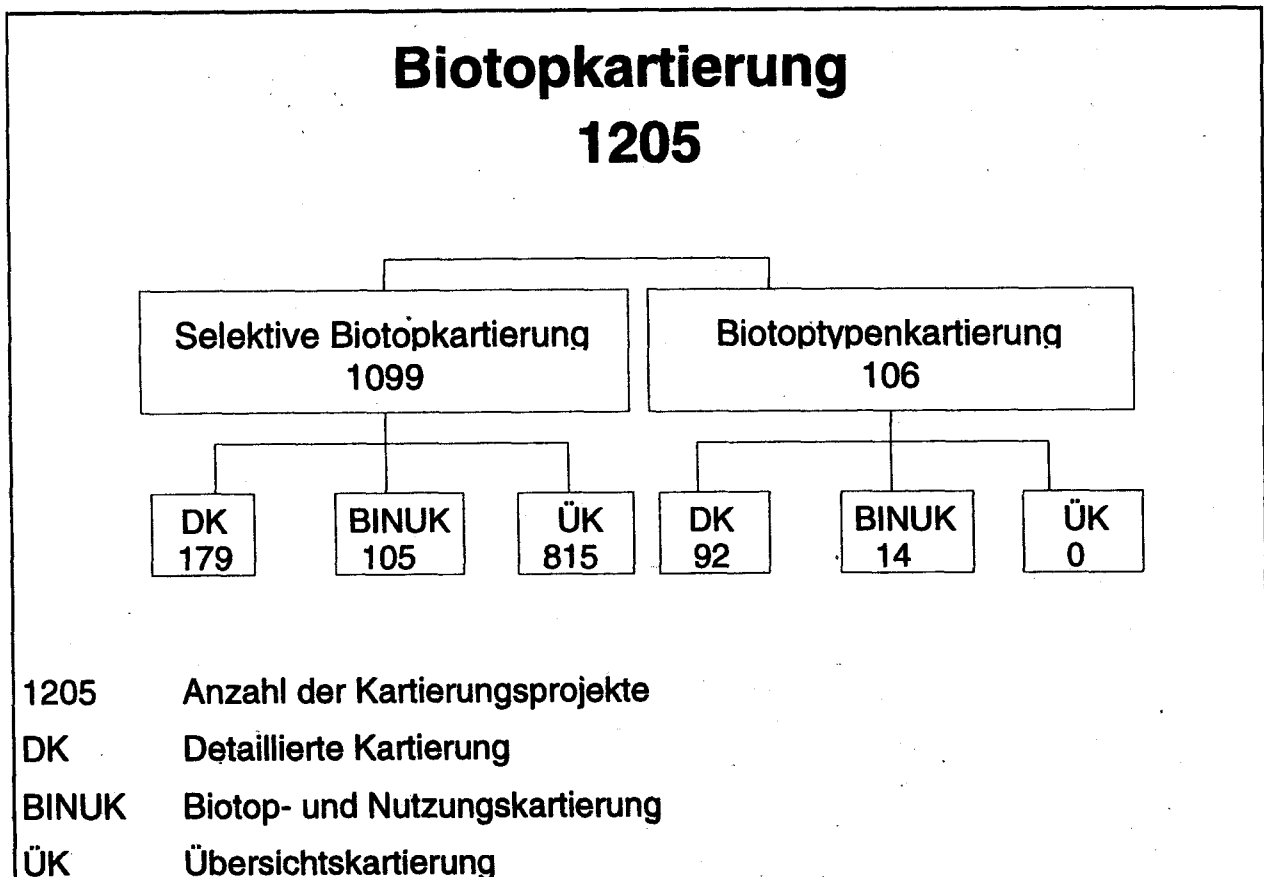 Biotopkartierung
1205
Selektive Biotopkartierung
1099
Biotoptypenkartierung
106
DK
179
BINUK
105
ÜK
815
DK
92
BINUK
14
ÜK
0
1205 Anzahl der Kartierungsprojekte
DK Detaillierte Kartierung
BINUK Biotop- und Nutzungskartierung
ÜK Übersichtskartierung